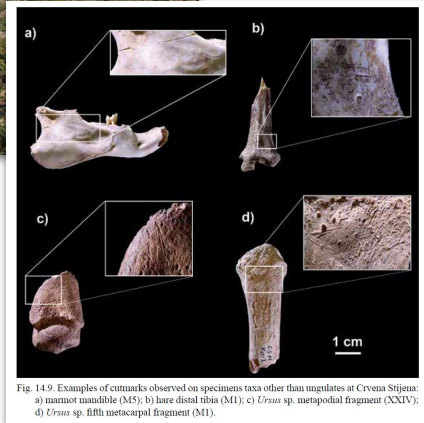 a)
b)
c)
d)
1 cm
Fig. 14.9. Examples of cutmarks observed on specimens taxa other than ungulates at Crvena Stijena:
a) marmot mandible (M5); b) hare distal tibia (M1); c) Ursus sp. metapodial fragment (XXIV);
d) Ursus sp. fifth metacarpal fragment (M1).